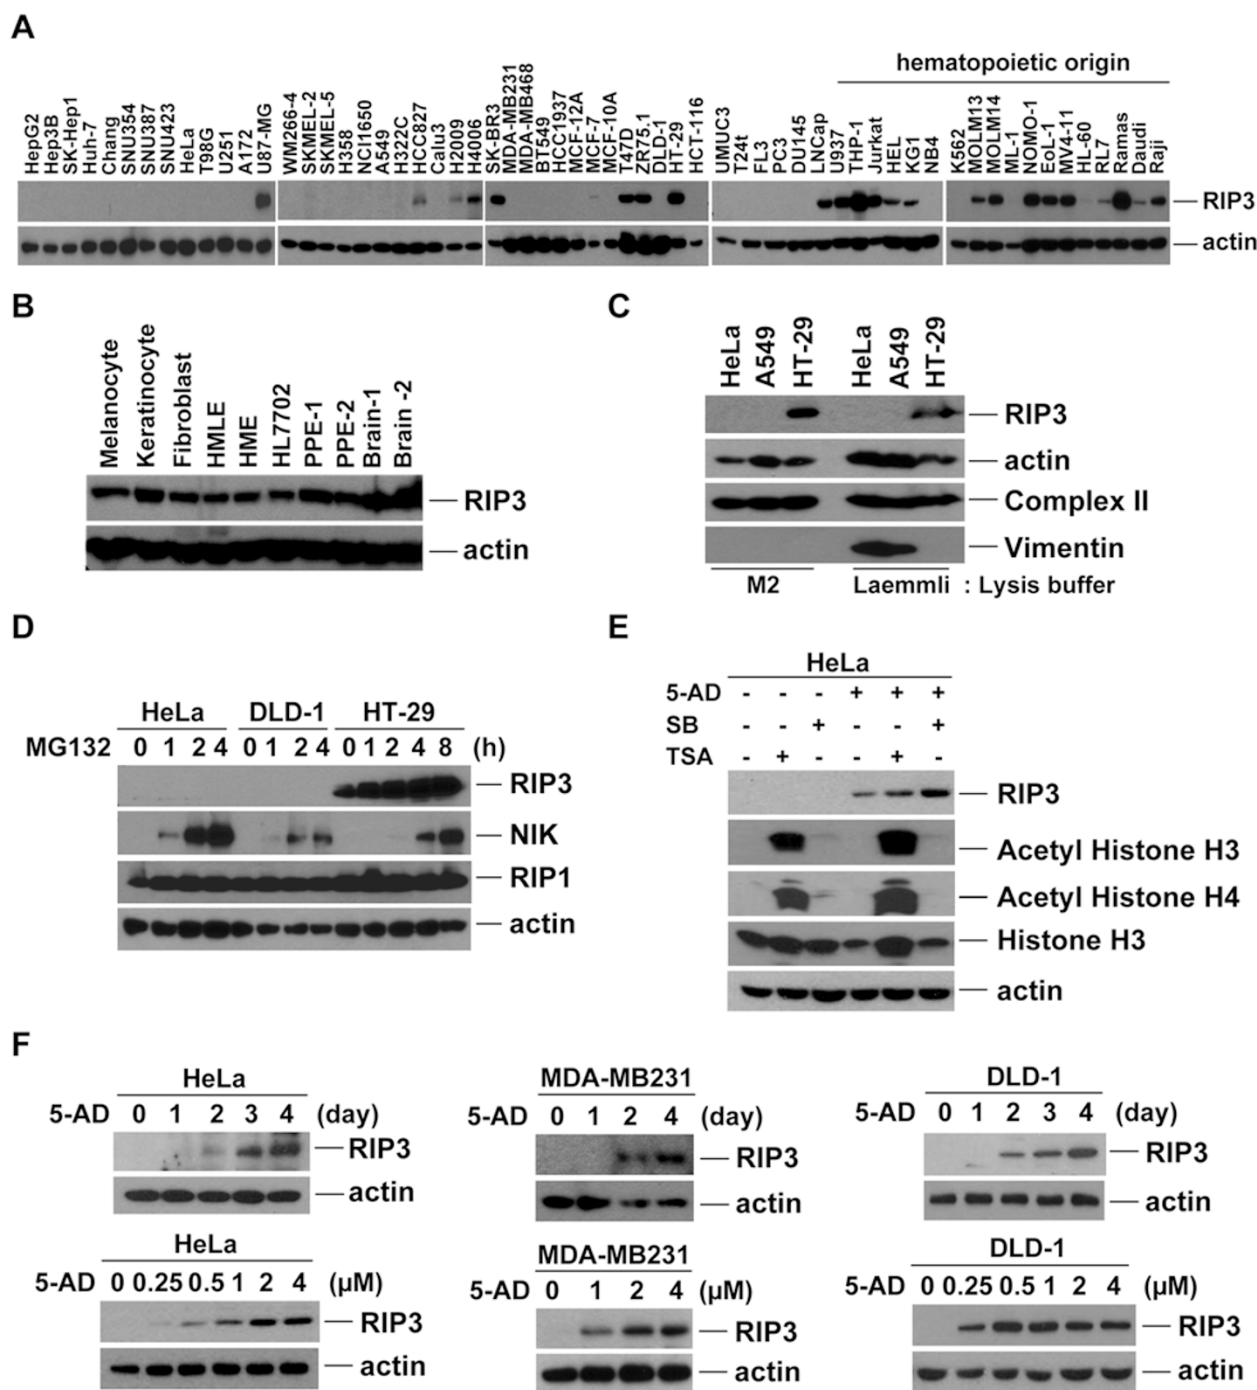 A
hematopoietic origin
HepG2 Hep3B SK-Hep1 Huh-7 Chang SNU354 SNU387 SNU423 HeLa T98G U251 A172 U87-MG WM266-4 SKMEL-2 SKMEL-5 H358 NCI1650 A549 H322C HCC827 Calu3 H2009 H4006 SK-BR3 MDA-MB231 MDA-MB468 BT549 HCC1937 MCF-12A MCF-7 MCF-10A T47D ZR75.1 DLD-1 HT-29 HCT-116 UMUC3 T24t FL3 PC3 DU145 LNCap U937 THP-1 Jurkat HEL KG1 NB4 K562 MOLM13 MOLM14 ML-1 NOMO-1 EoL-1 MV4-11 HL-60 RL7 Ramas Daudi Raji
RIP3
actin
B
Melanocyte Keratinocyte Fibroblast HMLE HME HL7702 PPE-1 PPE-2 Brain-1 Brain -2
RIP3
actin
C
HeLa A549 HT-29 HeLa A549 HT-29
RIP3
actin
Complex II
Vimentin
M2 Laemmli : Lysis buffer
D
HeLa DLD-1 HT-29
MG132 0 1 2 4 0 1 2 4 0 1 2 4 8 (h)
RIP3
NIK
RIP1
actin
E
HeLa
5-AD - - - + + +
SB - - + - - +
TSA - + - - + -
RIP3
Acetyl Histone H3
Acetyl Histone H4
Histone H3
actin
F
HeLa
5-AD 0 1 2 3 4 (day)
RIP3
actin
MDA-MB231
5-AD 0 1 2 4 (day)
RIP3
actin
DLD-1
5-AD 0 1 2 3 4 (day)
RIP3
actin
HeLa
5-AD 0 0.25 0.5 1 2 4 (µM)
RIP3
actin
MDA-MB231
5-AD 0 1 2 4 (µM)
RIP3
actin
DLD-1
5-AD 0 0.25 0.5 1 2 4 (µM)
RIP3
actin